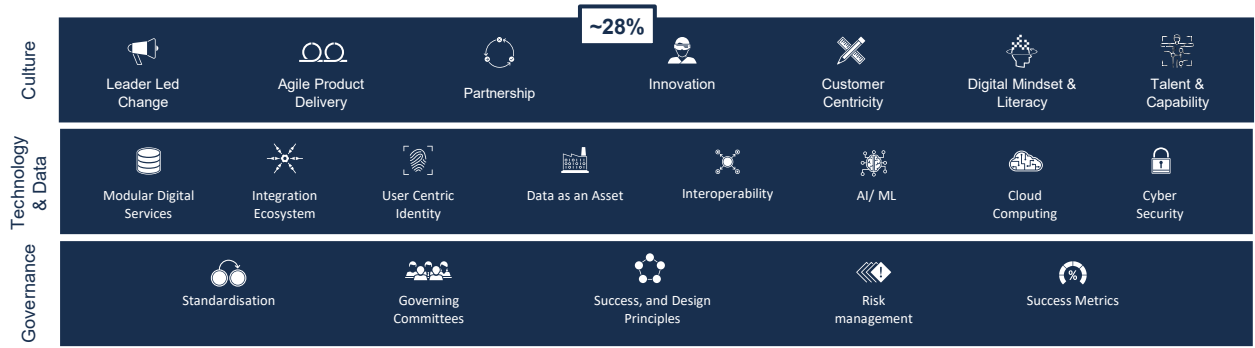 ~28%
Culture
Leader Led
Change
Agile Product
Delivery
Partnership
Innovation
Customer
Centricity
Digital Mindset &
Literacy
Talent &
Capability
Technology
& Data
Modular Digital
Services
Integration
Ecosystem
User Centric
Identity
Data as an Asset
Interoperability
AI/ ML
Cloud
Computing
Cyber
Security
Governance
Standardisation
Governing
Committees
Success, and Design
Principles
!
Risk
management
%
Success Metrics